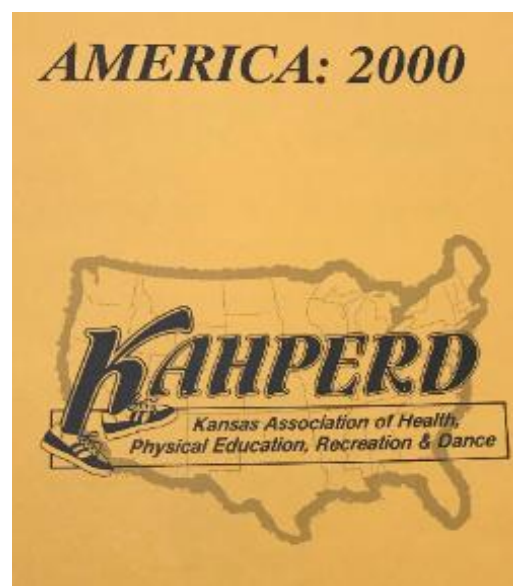 AMERICA: 2000
KAHPERD
Kansas Association of Health,
Physical Education, Recreation & Dance